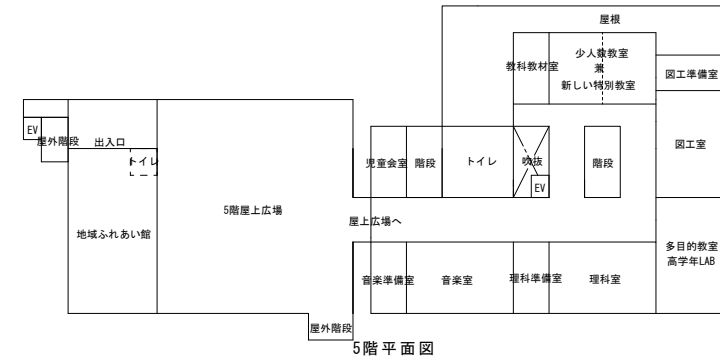 屋根
教科教材室
少人数教室
兼
新しい特別教室
図工準備室
EV
屋外階段
出入口
トイレ
児童会室
階段
トイレ
吹抜
EV
階段
図工室
地域ふれあい館
5階屋上広場
屋上広場へ
音楽準備室
音楽室
理科準備室
理科室
多目的教室
高学年LAB
屋外階段
5階平面図